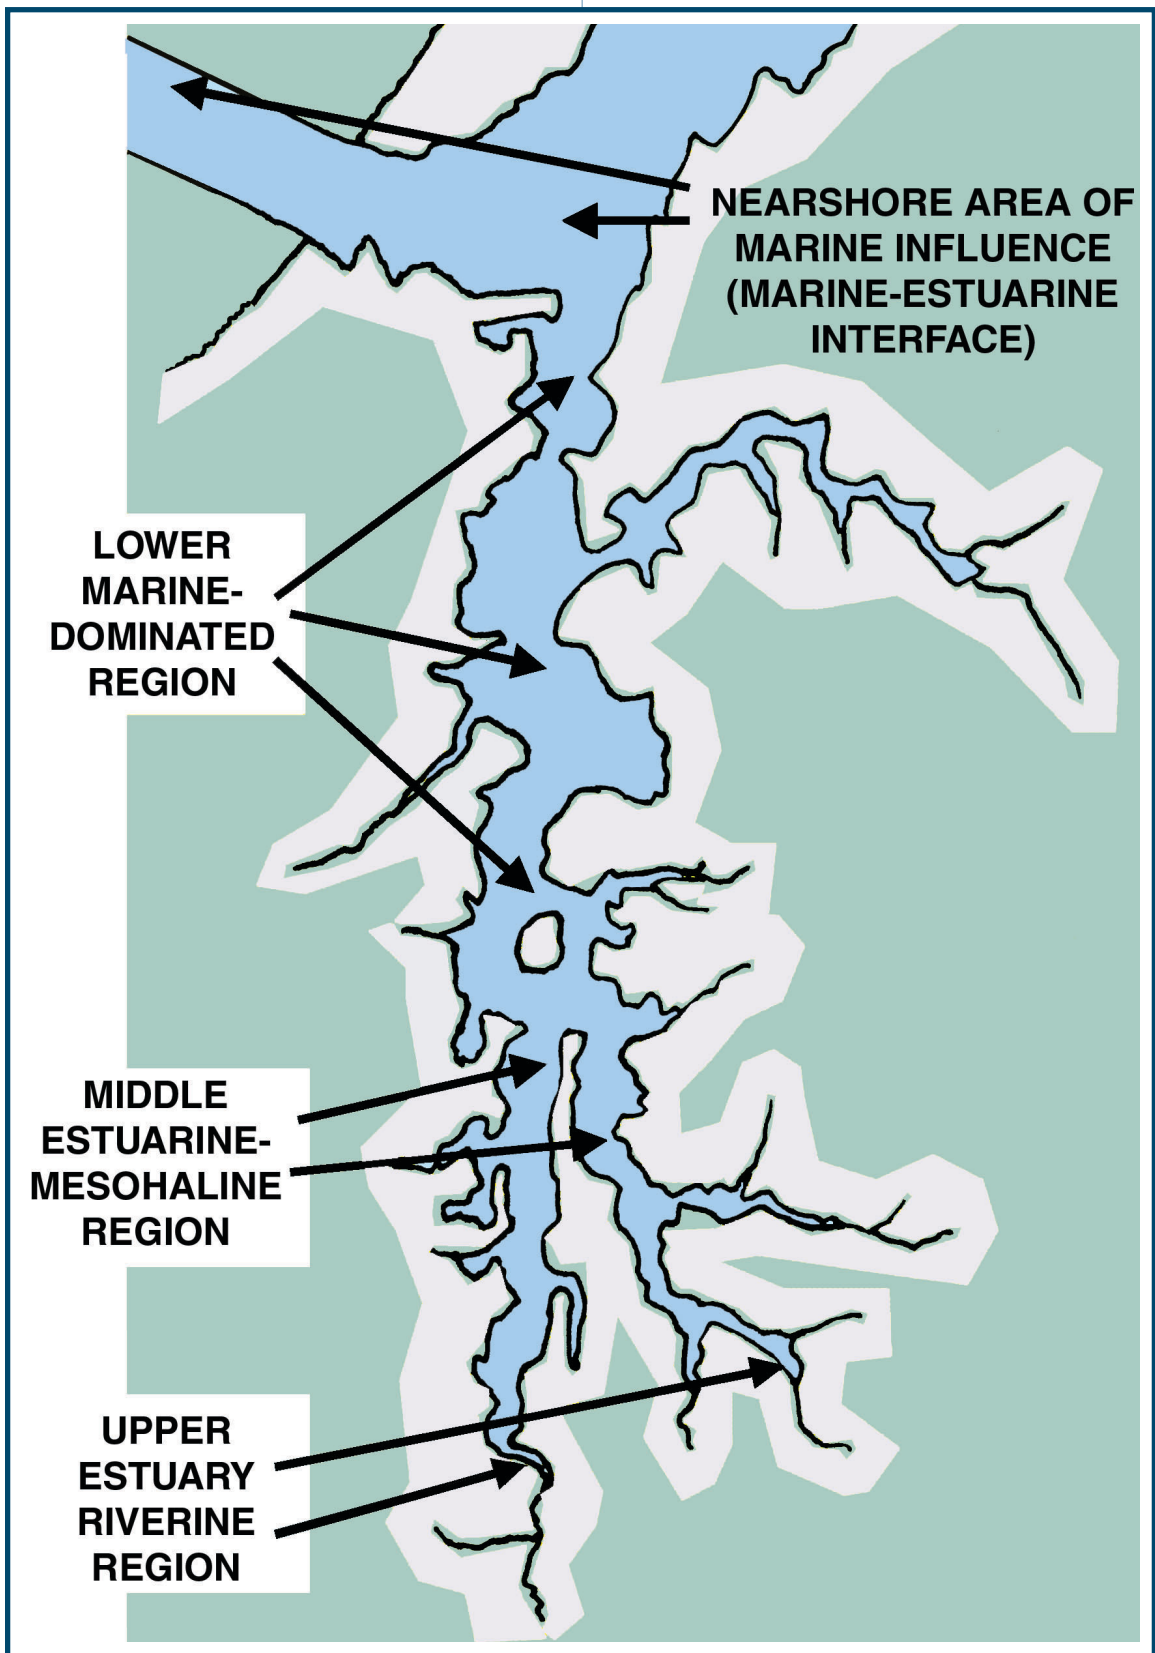 NEARSHORE AREA OF
MARINE INFLUENCE
(MARINE-ESTUARINE
INTERFACE)
LOWER
MARINE-
DOMINATED
REGION
MIDDLE
ESTUARINE-
MESOHALINE
REGION
UPPER
ESTUARY
RIVERINE
REGION